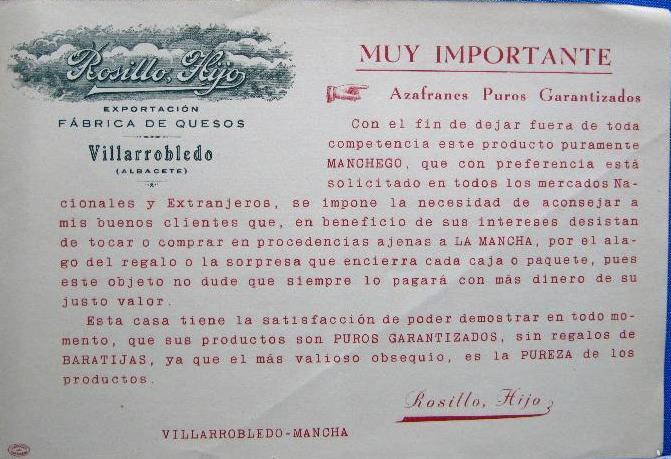 Rosillo, Hijo
EXPORTACIÓN
FÁBRICA DE QUESOS
Villarrobledo
(ALBACETE)
MUY IMPORTANTE
Azafranes Puros Garantizados
Con el fin de dejar fuera de toda
competencia este producto puramente
MANCHEGO, que con preferencia está
solicitado en todos los mercados Na-
cionales y Extranjeros, se impone la necesidad de aconsejar a
mis buenos clientes que, en beneficio de sus intereses desistan
de tocar o comprar en procedencias ajenas a LA MANCHA, por el ala-
go del regalo o la sorpresa que encierra cada caja o paquete, pues
este objeto no dude que siempre lo pagará con más dinero de su
justo valor.
Esta casa tiene la satisfacción de poder demostrar en todo mo-
mento, que sus productos son PUROS GARANTIZADOS, sin regalos de
BARATIJAS, ya que el más valioso obsequio, es la PUREZA de los
productos.
Rosillo, Hijo
VILLARROBLEDO-MANCHA